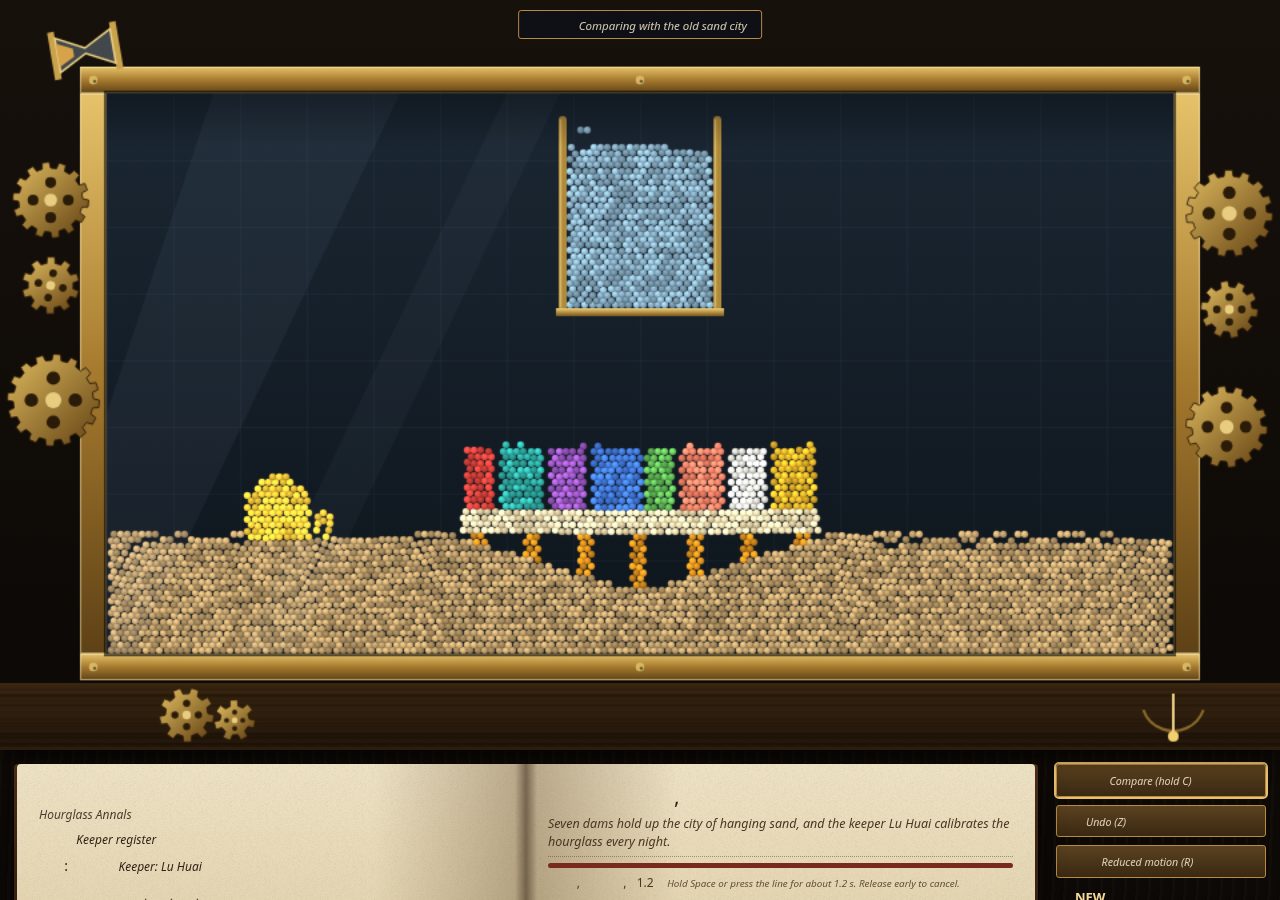 Comparing with the old sand city
Hourglass Annals
Keeper register
: Keeper: Lu Huai
,
Seven dams hold up the city of hanging sand, and the keeper Lu Huai calibrates the
hourglass every night.
, , 1.2 Hold Space or press the line for about 1.2 s. Release early to cancel.
Compare (hold C)
Undo (Z)
Reduced motion (R)
NEW